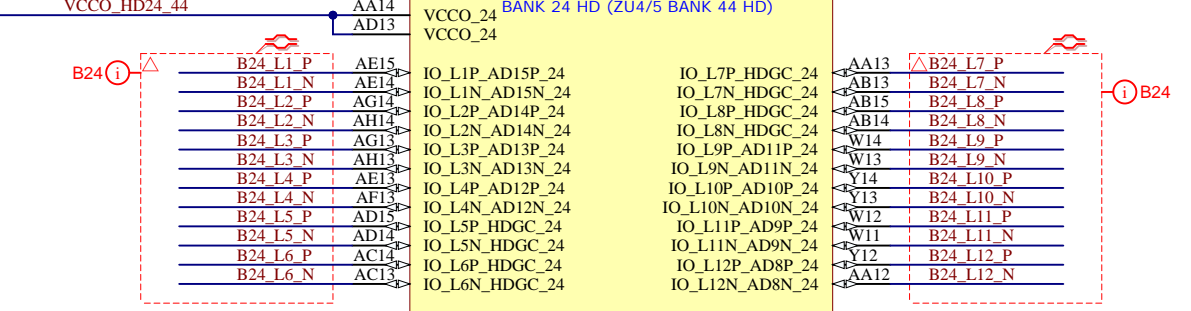 VCCO_HD24_44 AA14 VCCO_24 BANK 24 HD (ZU4/5 BANK 44 HD)
AD13 VCCO_24
B24 i
B24_L1_P AE15 IO_L1P_AD15P_24 IO_L7P_HDGC_24 AA13 B24_L7_P
B24_L1_N AE14 IO_L1N_AD15N_24 IO_L7N_HDGC_24 AB13 B24_L7_N
B24_L2_P AG14 IO_L2P_AD14P_24 IO_L8P_HDGC_24 AB15 B24_L8_P
i B24
B24_L2_N AH14 IO_L2N_AD14N_24 IO_L8N_HDGC_24 AB14 B24_L8_N
B24_L3_P AG13 IO_L3P_AD13P_24 IO_L9P_AD11P_24 W14 B24_L9_P
B24_L3_N AH13 IO_L3N_AD13N_24 IO_L9N_AD11N_24 W13 B24_L9_N
B24_L4_P AE13 IO_L4P_AD12P_24 IO_L10P_AD10P_24 Y14 B24_L10_P
B24_L4_N AF13 IO_L4N_AD12N_24 IO_L10N_AD10N_24 Y13 B24_L10_N
B24_L5_P AD15 IO_L5P_HDGC_24 IO_L11P_AD9P_24 W12 B24_L11_P
B24_L5_N AD14 IO_L5N_HDGC_24 IO_L11N_AD9N_24 W11 B24_L11_N
B24_L6_P AC14 IO_L6P_HDGC_24 IO_L12P_AD8P_24 Y12 B24_L12_P
B24_L6_N AC13 IO_L6N_HDGC_24 IO_L12N_AD8N_24 AA12 B24_L12_N